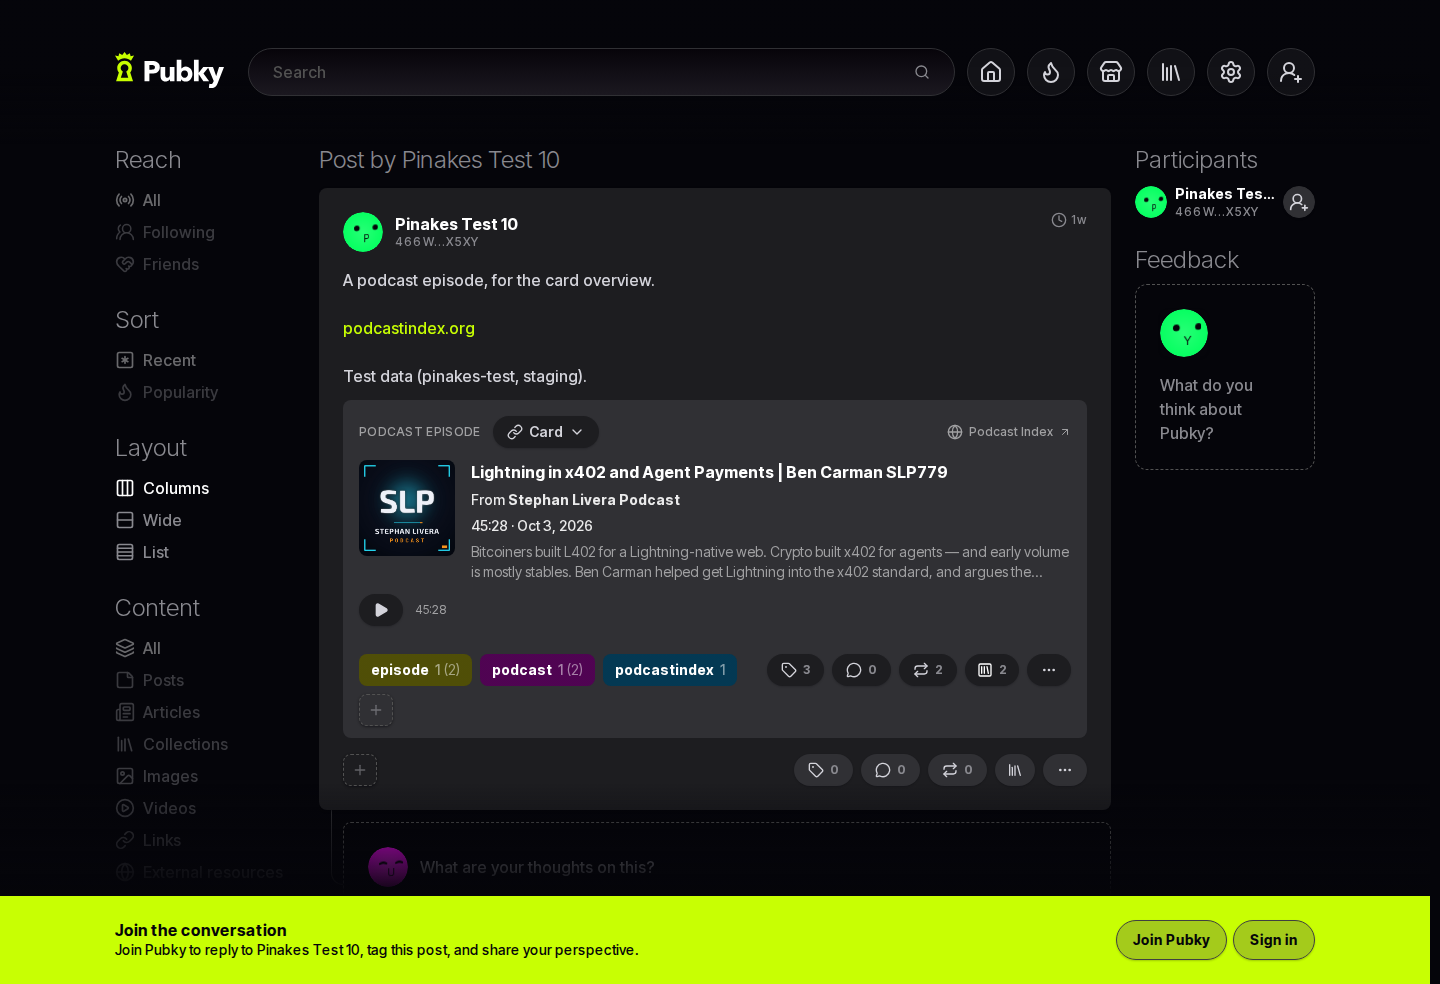 Pubky
Search
Reach
All
Following
Friends
Sort
Recent
Popularity
Layout
Columns
Wide
List
Content
All
Posts
Articles
Collections
Images
Videos
Links
External resources
Post by Pinakes Test 10
Pinakes Test 10
466W...X5XY
1w
A podcast episode, for the card overview.
podcastindex.org
Test data (pinakes-test, staging).
PODCAST EPISODE
Card
Podcast Index
SLP
STEPHAN LIVERA
PODCAST
Lightning in x402 and Agent Payments | Ben Carman SLP779
From Stephan Livera Podcast
45:28 · Oct 3, 2026
Bitcoiners built L402 for a Lightning-native web. Crypto built x402 for agents — and early volume
is mostly stables. Ben Carman helped get Lightning into the x402 standard, and argues the...
45:28
episode 1 (2)
podcast 1 (2)
podcastindex 1
3
0
2
2
0
0
0
What are your thoughts on this?
Participants
Pinakes Tes...
466W...X5XY
Feedback
What do you
think about
Pubky?
Join the conversation
Join Pubky to reply to Pinakes Test 10, tag this post, and share your perspective.
Join Pubky
Sign in